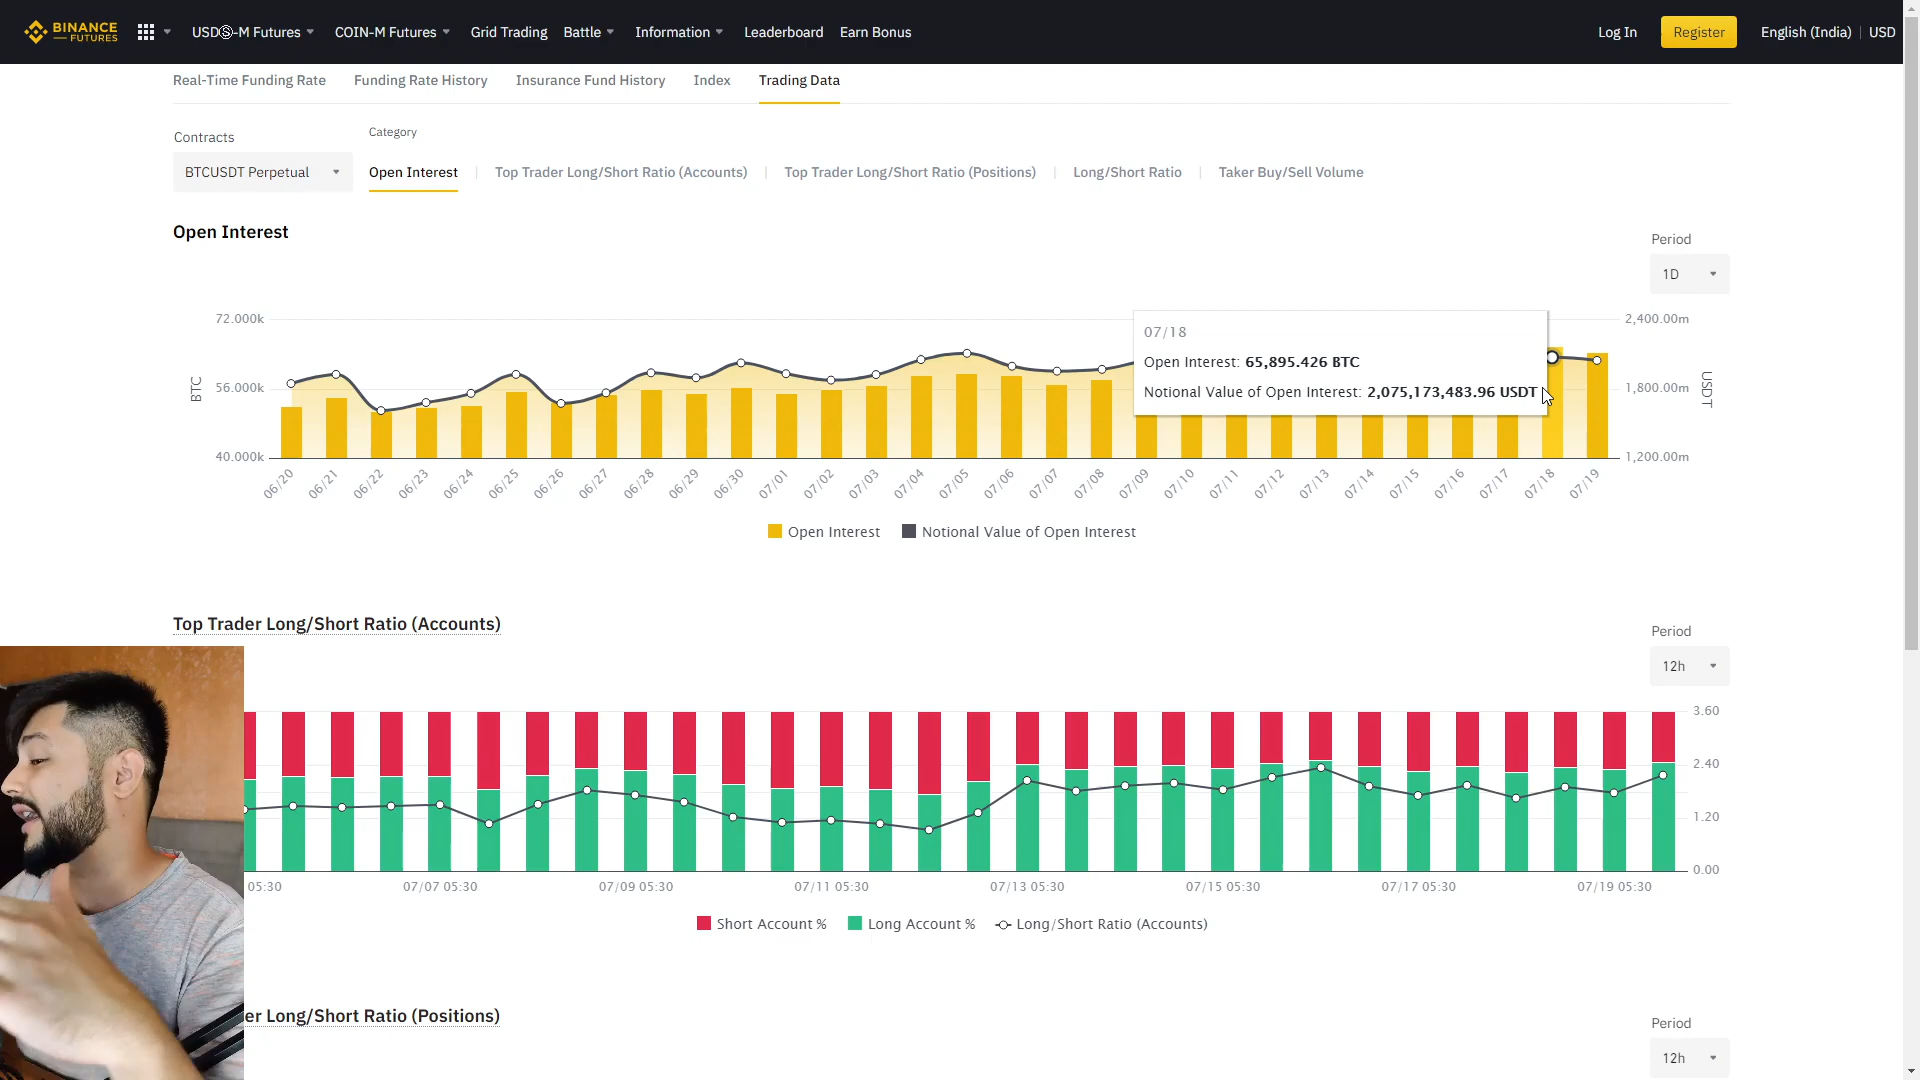 BINANCE FUTURES USDⓈ-M Futures COIN-M Futures Grid Trading Battle Information Leaderboard Earn Bonus Log In Register English (India) USD
Real-Time Funding Rate Funding Rate History Insurance Fund History Index Trading Data
Contracts Category
BTCUSDT Perpetual Open Interest Top Trader Long/Short Ratio (Accounts) Top Trader Long/Short Ratio (Positions) Long/Short Ratio Taker Buy/Sell Volume
Open Interest
Period
1D
72.000k 2,400.00m
07/18
Open Interest: 65,895.426 BTC
Notional Value of Open Interest: 2,075,173,483.96 USDT
BTC 56.000k 1,800.00m USDT
40.000k 1,200.00m
06/20 06/21 06/22 06/23 06/24 06/25 06/26 06/27 06/28 06/29 06/30 07/01 07/02 07/03 07/04 07/05 07/06 07/07 07/08 07/09 07/10 07/11 07/12 07/13 07/14 07/15 07/16 07/17 07/18 07/19
Open Interest Notional Value of Open Interest
Top Trader Long/Short Ratio (Accounts)
Period
12h
3.60
2.40
1.20
0.00
05:30 07/07 05:30 07/09 05:30 07/11 05:30 07/13 05:30 07/15 05:30 07/17 05:30 07/19 05:30
Short Account % Long Account % Long/Short Ratio (Accounts)
er Long/Short Ratio (Positions)
Period
12h